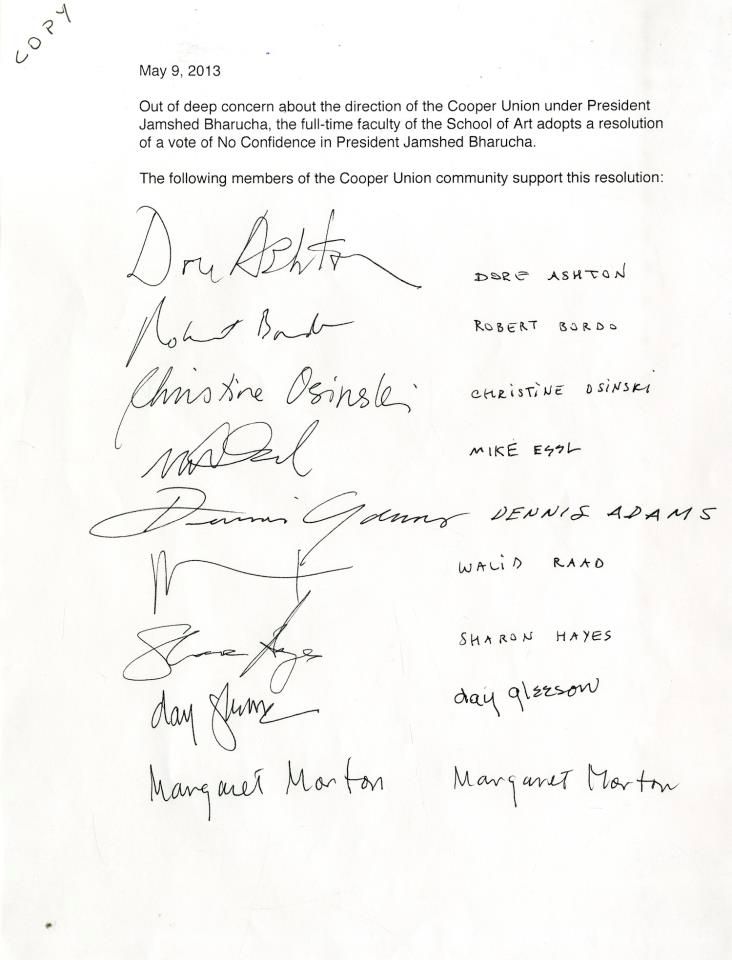 COPY
May 9, 2013
Out of deep concern about the direction of the Cooper Union under President
Jamshed Bharucha, the full-time faculty of the School of Art adopts a resolution
of a vote of No Confidence in President Jamshed Bharucha.
The following members of the Cooper Union community support this resolution:
Dore Ashton DORE ASHTON
Robert Bordo ROBERT BORDO
Christine Osinski CHRISTINE OSINSKI
MIKE ESSL
Dennis Adams DENNIS ADAMS
WALID RAAD
Sharon Hayes SHARON HAYES
day gleeson day gleeson
Margaret Morton Margaret Morton